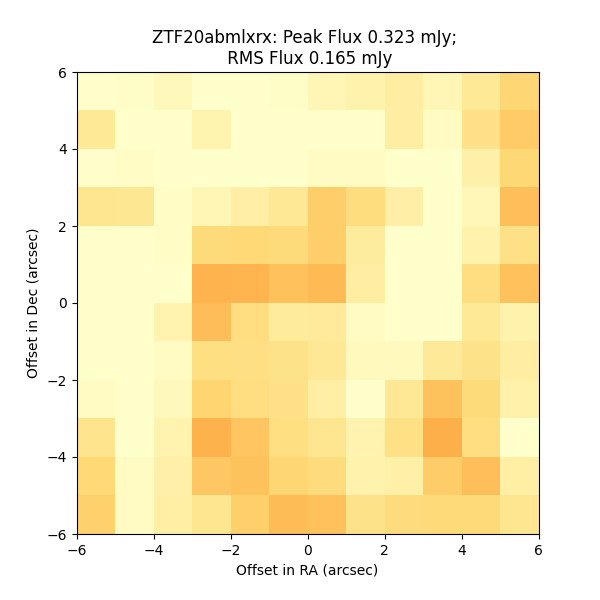 ZTF20abmlxrx: Peak Flux 0.323 mJy;
RMS Flux 0.165 mJy
6
4
2
0
−2
−4
−6
Offset in Dec (arcsec)
−6 −4 −2 0 2 4 6
Offset in RA (arcsec)